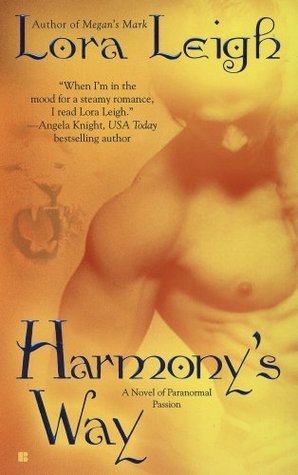 Author of Megan's Mark
Lora Leigh
“When I'm in the
mood for a steamy romance,
I read Lora Leigh.”
—Angela Knight, USA Today
bestselling author
Harmony's
A Novel of Paranormal
Passion
Way
B